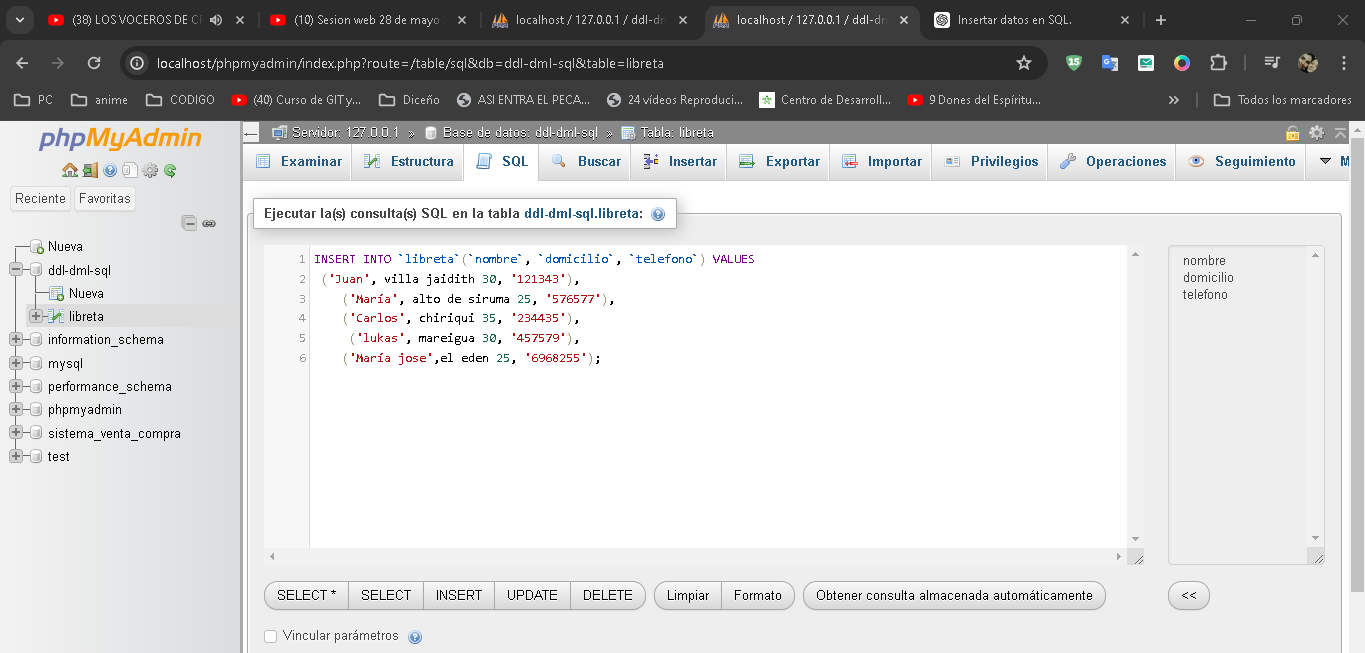 (38) LOS VOCEROS DE CR
(10) Sesion web 28 de mayo
localhost / 127.0.0.1 / ddl-dm
localhost / 127.0.0.1 / ddl-dm
Insertar datos en SQL.
localhost/phpmyadmin/index.php?route=/table/sql&db=ddl-dml-sql&table=libreta
15
PC
anime
CODIGO
(40) Curso de GIT y...
Diceño
ASI ENTRA EL PECA...
24 vídeos Reproduci...
Centro de Desarroll...
9 Dones del Espíritu...
»
Todos los marcadores
phpMyAdmin
Reciente
Favoritas
Nueva
ddl-dml-sql
Nueva
libreta
information_schema
mysql
performance_schema
phpmyadmin
sistema_venta_compra
test
Servidor: 127.0.0.1 » Base de datos: ddl-dml-sql » Tabla: libreta
Examinar
Estructura
SQL
Buscar
Insertar
Exportar
Importar
Privilegios
Operaciones
Seguimiento
M
Ejecutar la(s) consulta(s) SQL en la tabla ddl-dml-sql.libreta:
1 INSERT INTO `libreta`(`nombre`, `domicilio`, `telefono`) VALUES
2 ('Juan', villa jaidith 30, '121343'),
3 ('María', alto de siruma 25, '576577'),
4 ('Carlos', chiriqui 35, '234435'),
5 ('lukas', mareigua 30, '457579'),
6 ('María jose',el eden 25, '6968255');
nombre
domicilio
telefono
SELECT *
SELECT
INSERT
UPDATE
DELETE
Limpiar
Formato
Obtener consulta almacenada automáticamente
<<
Vincular parámetros